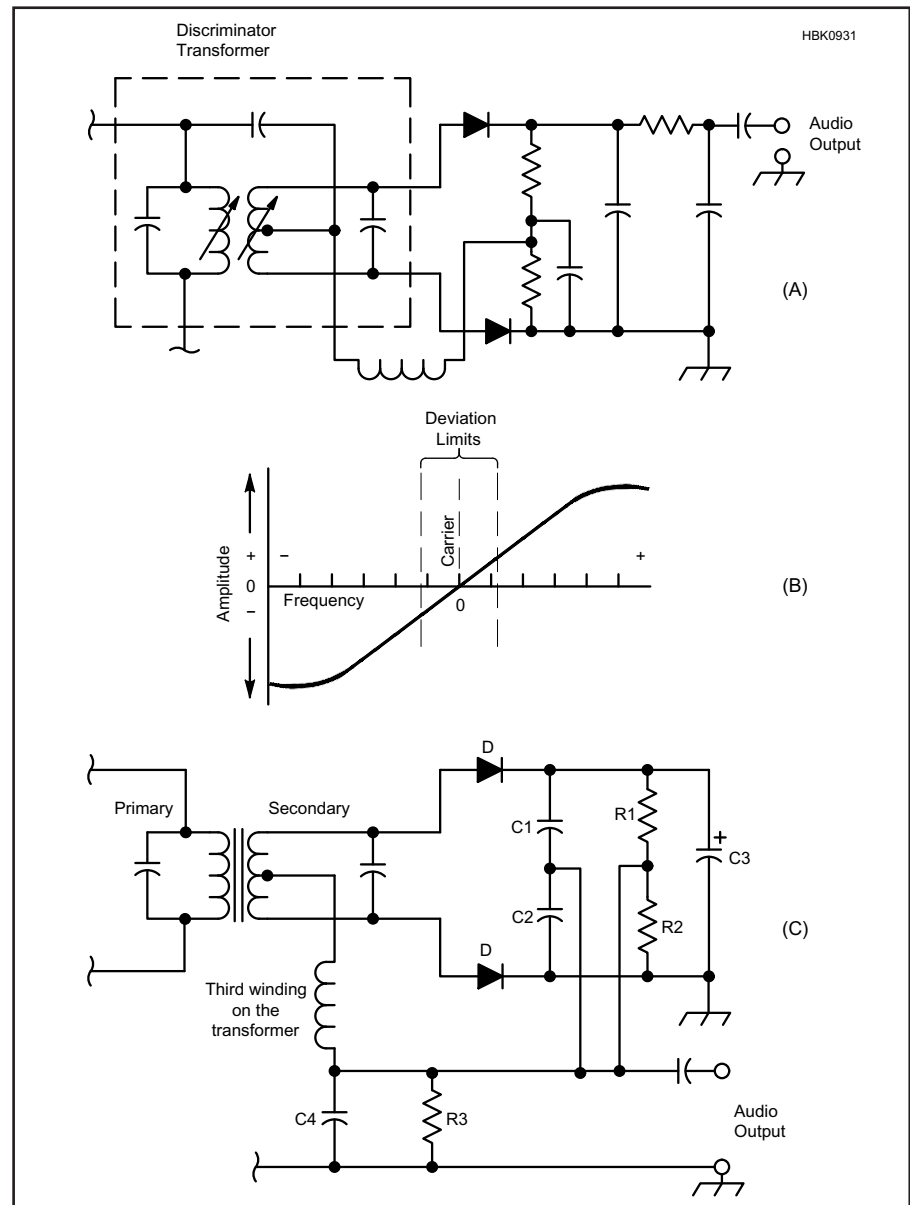 HBK0931
Discriminator
Transformer
Audio
Output
(A)
Deviation
Limits
Carrier
Amplitude
+
0
−
−
+
Frequency
0
(B)
D
Primary
Secondary
C1
R1
+
C3
C2
R2
(C)
D
Third winding
on the
transformer
C4
R3
Audio
Output